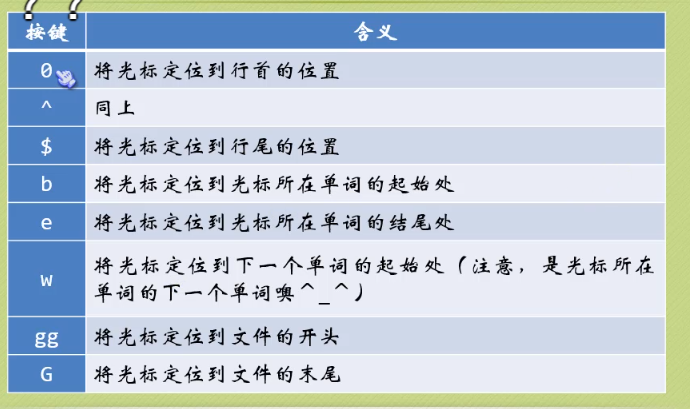 ? ?
按键 含义
0 将光标定位到行首的位置
^ 同上
$ 将光标定位到行尾的位置
b 将光标定位到光标所在单词的起始处
e 将光标定位到光标所在单词的结尾处
w 将光标定位到下一个单词的起始处（注意，是光标所在
单词的下一个单词噢^_^）
gg 将光标定位到文件的开头
G 将光标定位到文件的末尾